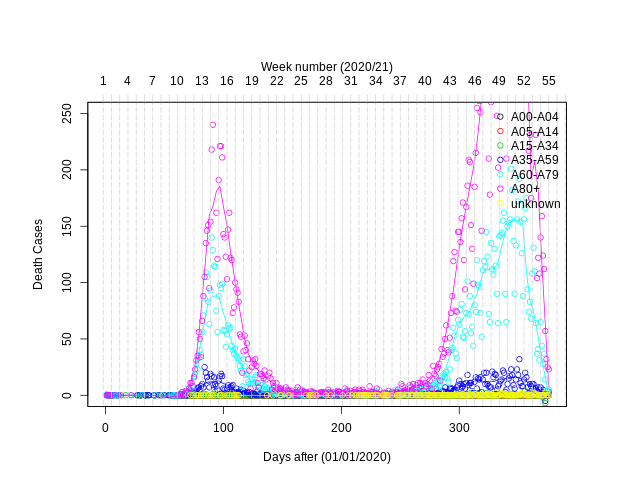 Week number (2020/21)
1 4 7 10 13 16 19 22 25 28 31 34 37 40 43 46 49 52 55
250
200
150
100
50
0
Death Cases
A00-A04
A05-A14
A15-A34
A35-A59
A60-A79
A80+
unknown
0 100 200 300
Days after (01/01/2020)